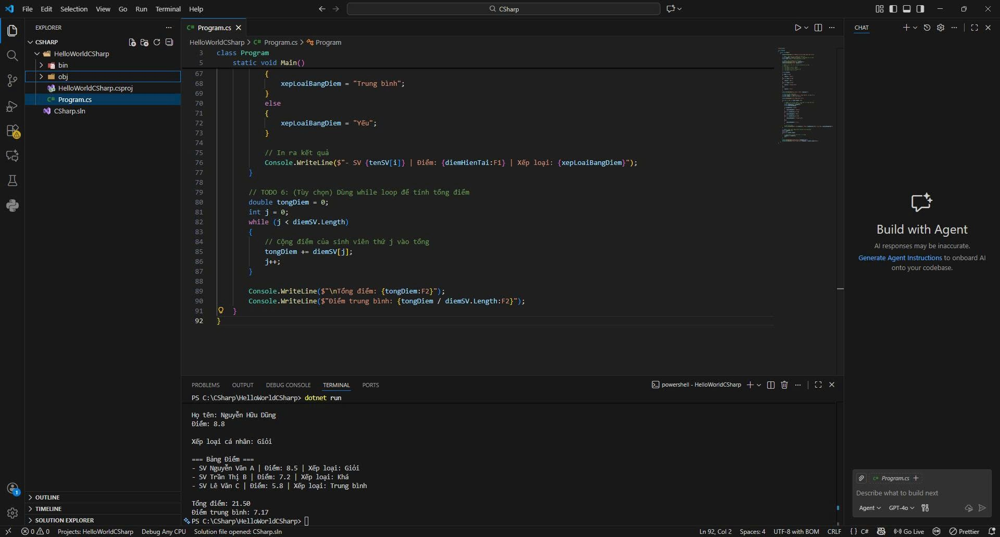 File Edit Selection View Go Run Terminal Help
CSharp
EXPLORER
CSHARP
HelloWorldCSharp
bin
obj
HelloWorldCSharp.csproj
C# Program.cs
CSharp.sln
OUTLINE
TIMELINE
SOLUTION EXPLORER
C# Program.cs
HelloWorldCSharp > C# Program.cs > Program
3 class Program
5 static void Main()
67 {
68 xepLoaiBangDiem = "Trung bình";
69 }
70 else
71 {
72 xepLoaiBangDiem = "Yếu";
73 }
74
75 // In ra kết quả
76 Console.WriteLine($"- SV {tenSV[i]} | Điểm: {diemHienTai:F1} | Xếp loại: {xepLoaiBangDiem}");
77 }
78
79 // TODO 6: (Tùy chọn) Dùng while loop để tính tổng điểm
80 double tongDiem = 0;
81 int j = 0;
82 while (j < diemSV.Length)
83 {
84 // Cộng điểm của sinh viên thứ j vào tổng
85 tongDiem += diemSV[j];
86 j++;
87 }
88
89 Console.WriteLine($"\nTổng điểm: {tongDiem:F2}");
90 Console.WriteLine($"Điểm trung bình: {tongDiem / diemSV.Length:F2}");
91 }
92 }
PROBLEMS OUTPUT DEBUG CONSOLE TERMINAL PORTS
powershell - HelloWorldCSharp
PS C:\CSharp\HelloWorldCSharp> dotnet run
Họ tên: Nguyễn Hữu Dũng
Điểm: 8.8
Xếp loại cá nhân: Giỏi
=== Bảng Điểm ===
- SV Nguyễn Văn A | Điểm: 8.5 | Xếp loại: Giỏi
- SV Trần Thị B | Điểm: 7.2 | Xếp loại: Khá
- SV Lê Văn C | Điểm: 5.8 | Xếp loại: Trung bình
Tổng điểm: 21.50
Điểm trung bình: 7.17
PS C:\CSharp\HelloWorldCSharp>
CHAT
Build with Agent
AI responses may be inaccurate.
Generate Agent Instructions to onboard AI
onto your codebase.
C# Program.cs
Describe what to build next
Agent GPT-4o
1
0 0 Projects: HelloWorldCSharp Debug Any CPU Solution file opened: CSharp.sln
Ln 92, Col 2 Spaces: 4 UTF-8 with BOM CRLF { } C# Go Live Prettier